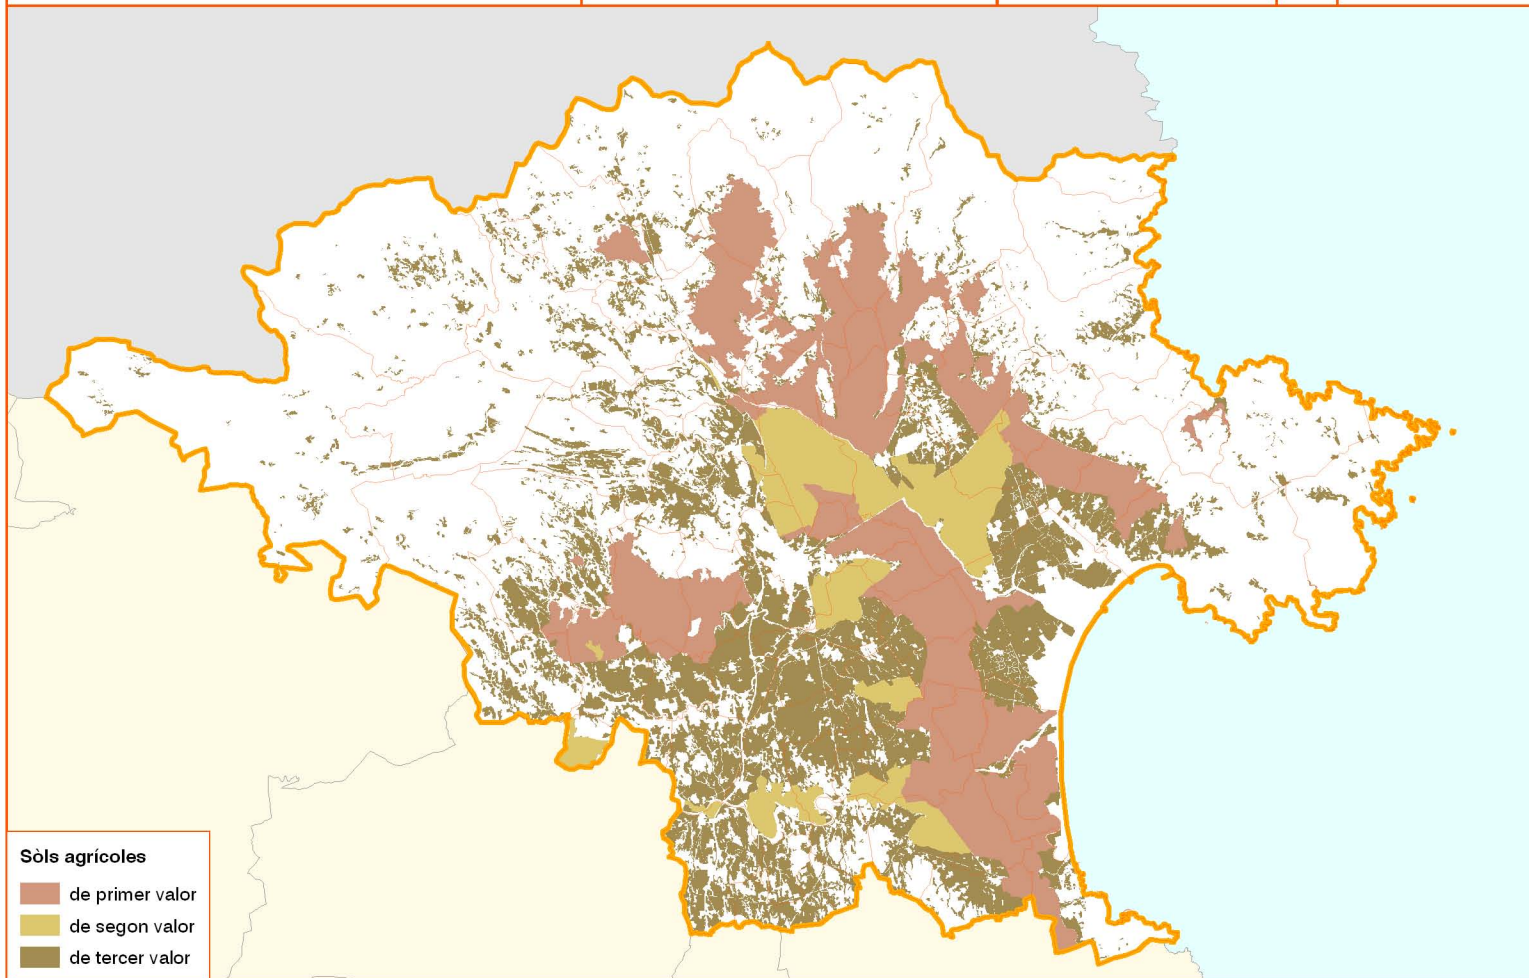 Sòls agrícoles
de primer valor
de segon valor
de tercer valor